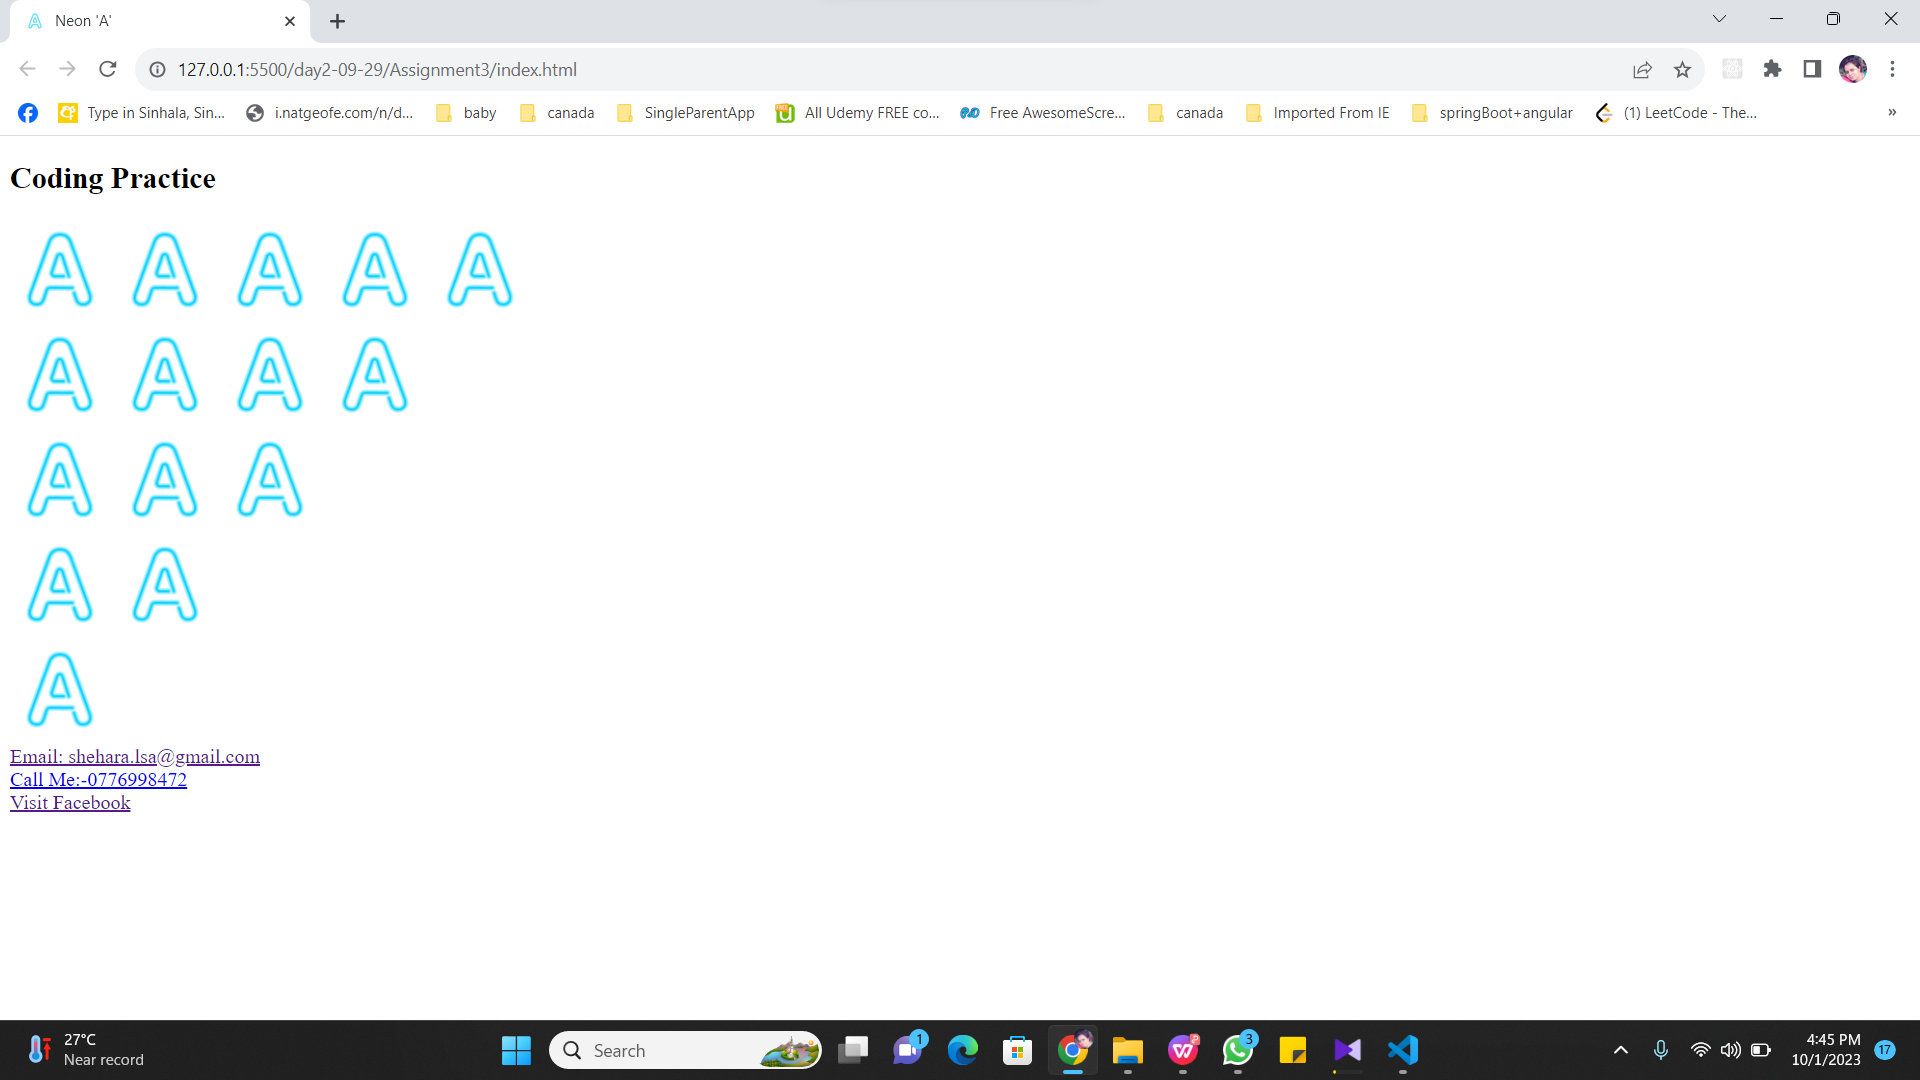 Neon 'A'
127.0.0.1:5500/day2-09-29/Assignment3/index.html
Type in Sinhala, Sin... i.natgeofe.com/n/d... baby canada SingleParentApp All Udemy FREE co... Free AwesomeScre... canada Imported From IE springBoot+angular (1) LeetCode - The... »
Coding Practice
A A A A A
A A A A
A A A
A A
A
Email: shehara.lsa@gmail.com
Call Me:-0776998472
Visit Facebook
27°C
Near record
Search
1
3
4:45 PM
10/1/2023
17